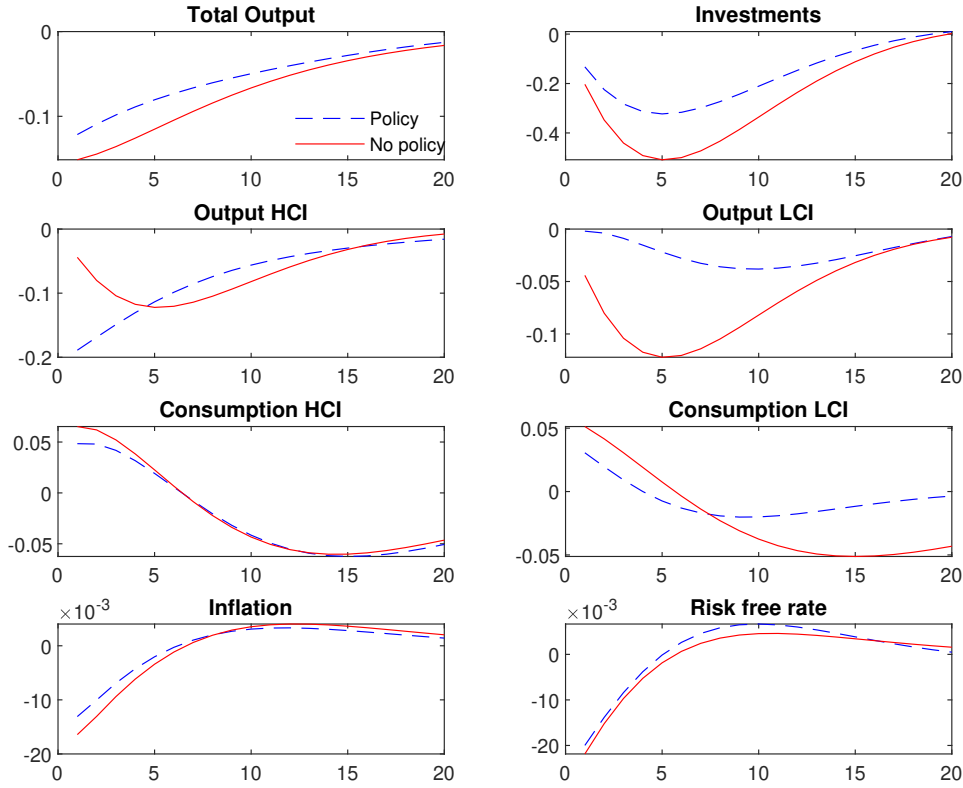 Total Output
0
-0.1
Policy
No policy
0 5 10 15 20
Investments
0
-0.2
-0.4
0 5 10 15 20
Output HCI
0
-0.1
-0.2
0 5 10 15 20
Output LCI
0
-0.05
-0.1
0 5 10 15 20
Consumption HCI
0.05
0
-0.05
0 5 10 15 20
Consumption LCI
0.05
0
-0.05
0 5 10 15 20
×10-3
Inflation
0
-10
-20
0 5 10 15 20
×10-3
Risk free rate
0
-10
-20
0 5 10 15 20